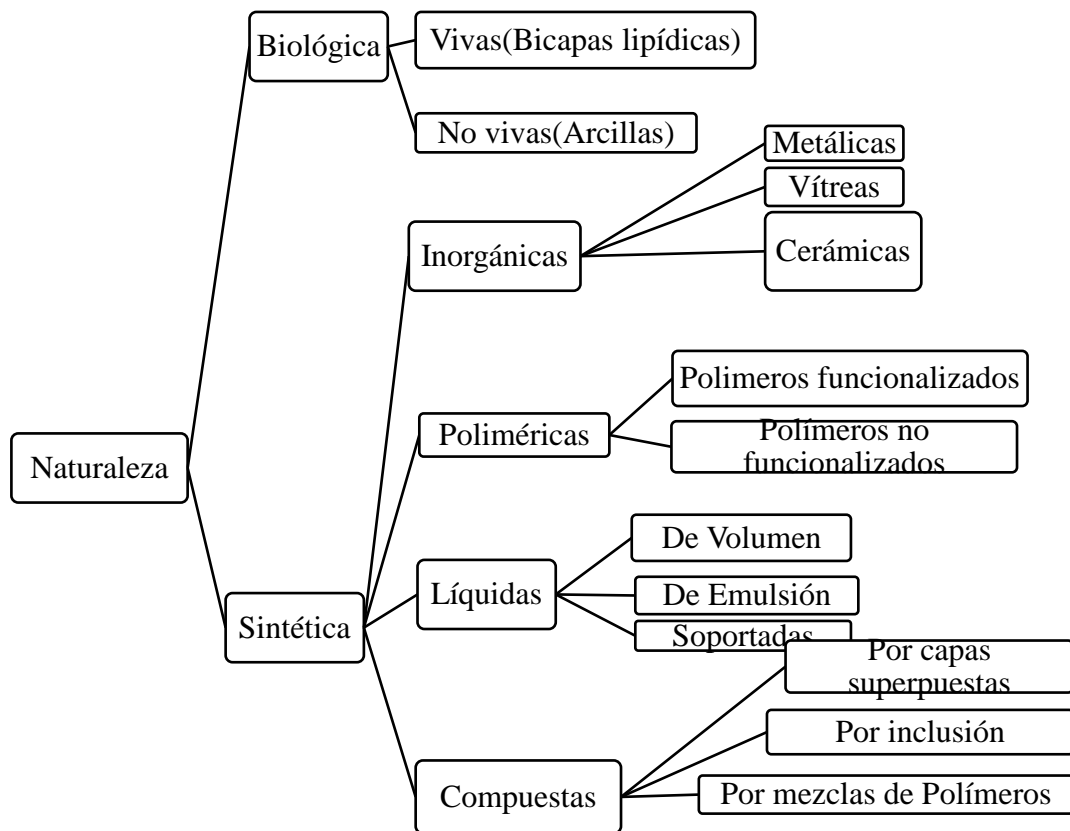 Biológica
Vivas(Bicapas lipídicas)
No vivas(Arcillas)
Metálicas
Vítreas
Cerámicas
Inorgánicas
Polimeros funcionalizados
Poliméricas
Polímeros no
funcionalizados
Naturaleza
De Volumen
Líquidas
De Emulsión
Sintética
Soportadas
Por capas
superpuestas
Por inclusión
Compuestas
Por mezclas de Polímeros